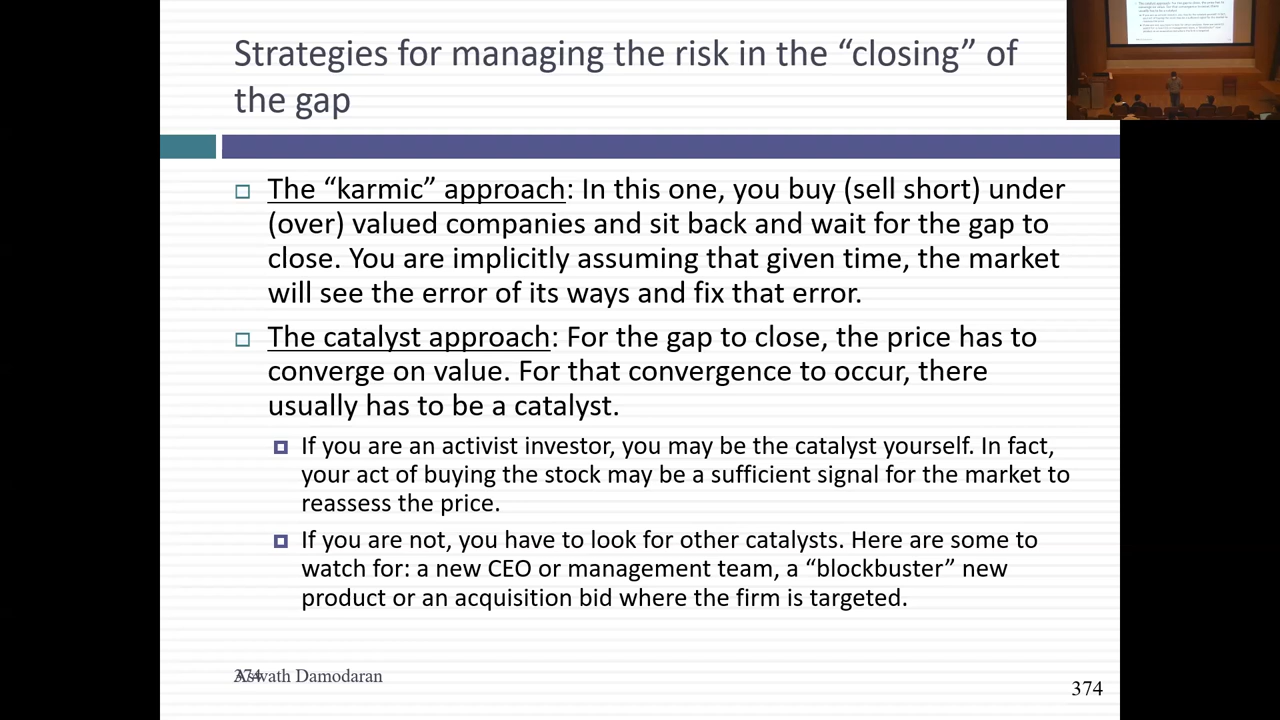 Strategies for managing the risk in the “closing” of
the gap
The “karmic” approach: In this one, you buy (sell short) under
(over) valued companies and sit back and wait for the gap to
close. You are implicitly assuming that given time, the market
will see the error of its ways and fix that error.
The catalyst approach: For the gap to close, the price has to
converge on value. For that convergence to occur, there
usually has to be a catalyst.
If you are an activist investor, you may be the catalyst yourself. In fact,
your act of buying the stock may be a sufficient signal for the market to
reassess the price.
If you are not, you have to look for other catalysts. Here are some to
watch for: a new CEO or management team, a “blockbuster” new
product or an acquisition bid where the firm is targeted.
374
Aswath Damodaran
374